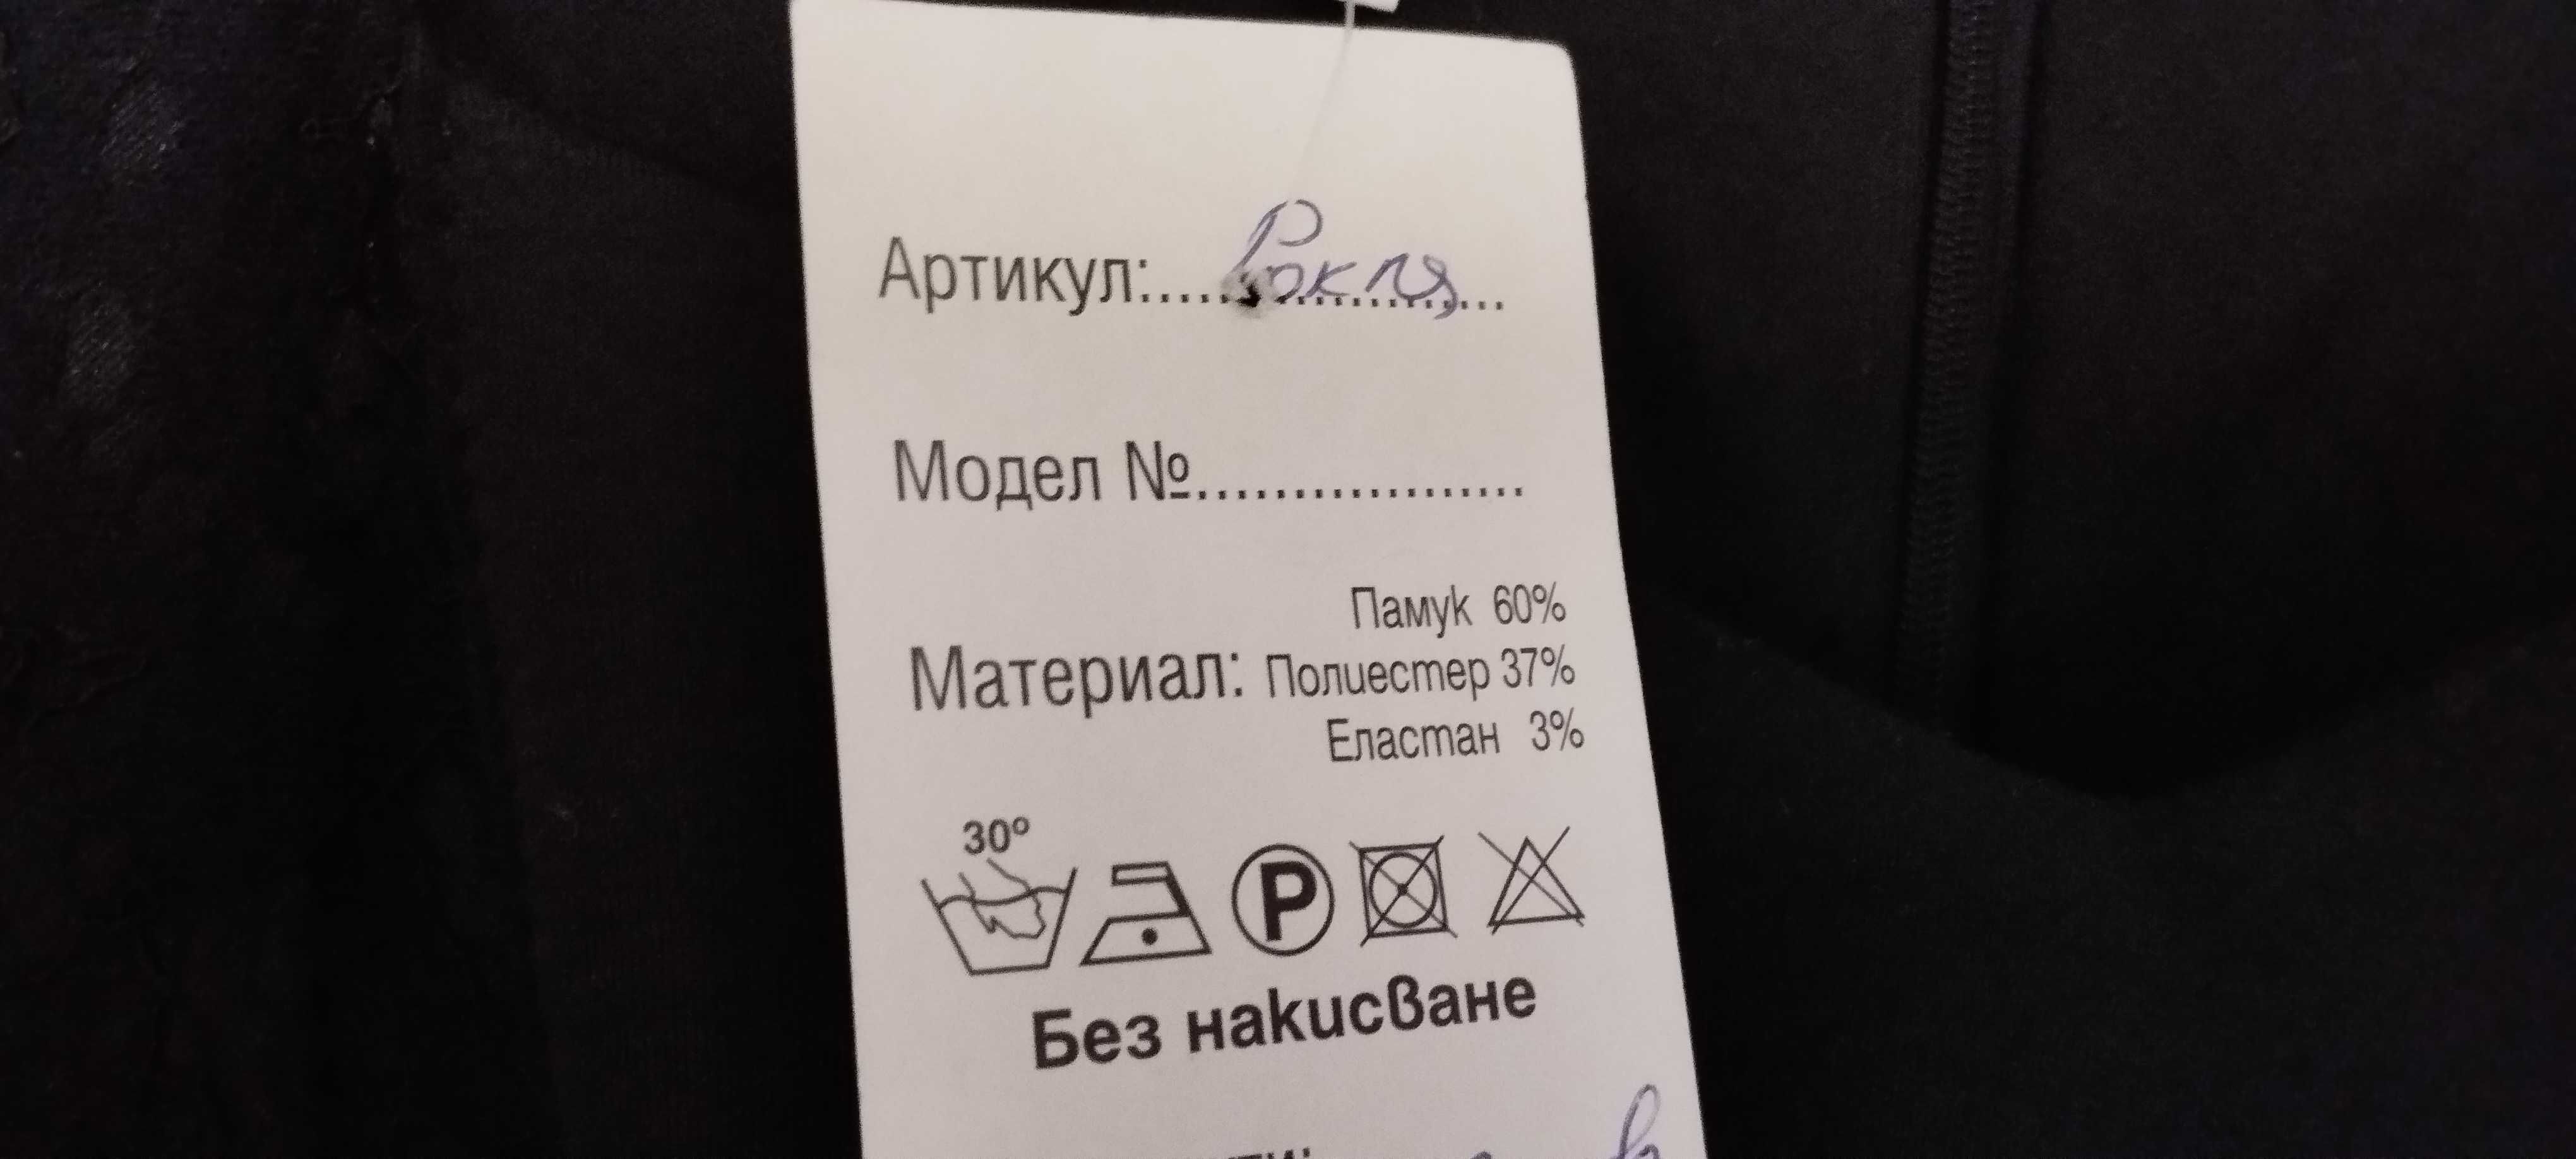 Артикул:.....Рокля...
Модел №..................
Памук 60%
Материал: Полиестер 37%
Еластан 3%
30°
P
Без накисване